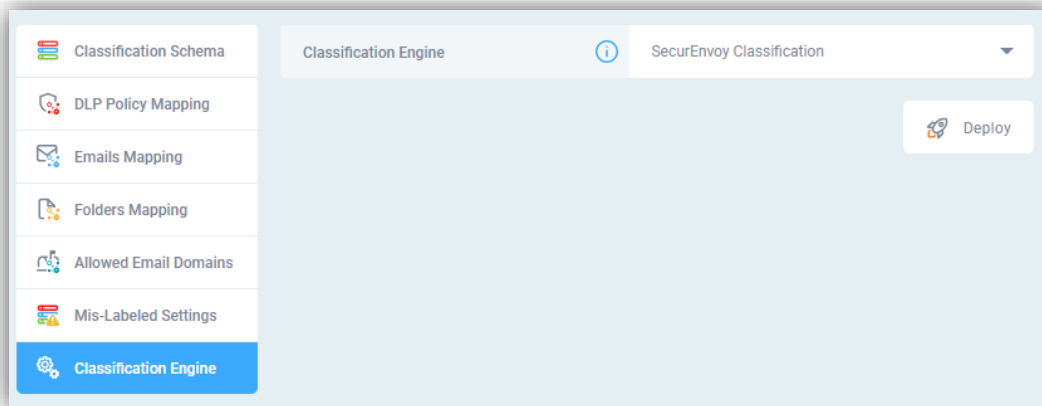 Classification Schema
DLP Policy Mapping
Emails Mapping
Folders Mapping
Allowed Email Domains
Mis-Labeled Settings
Classification Engine
Classification Engine
SecurEnvoy Classification
Deploy